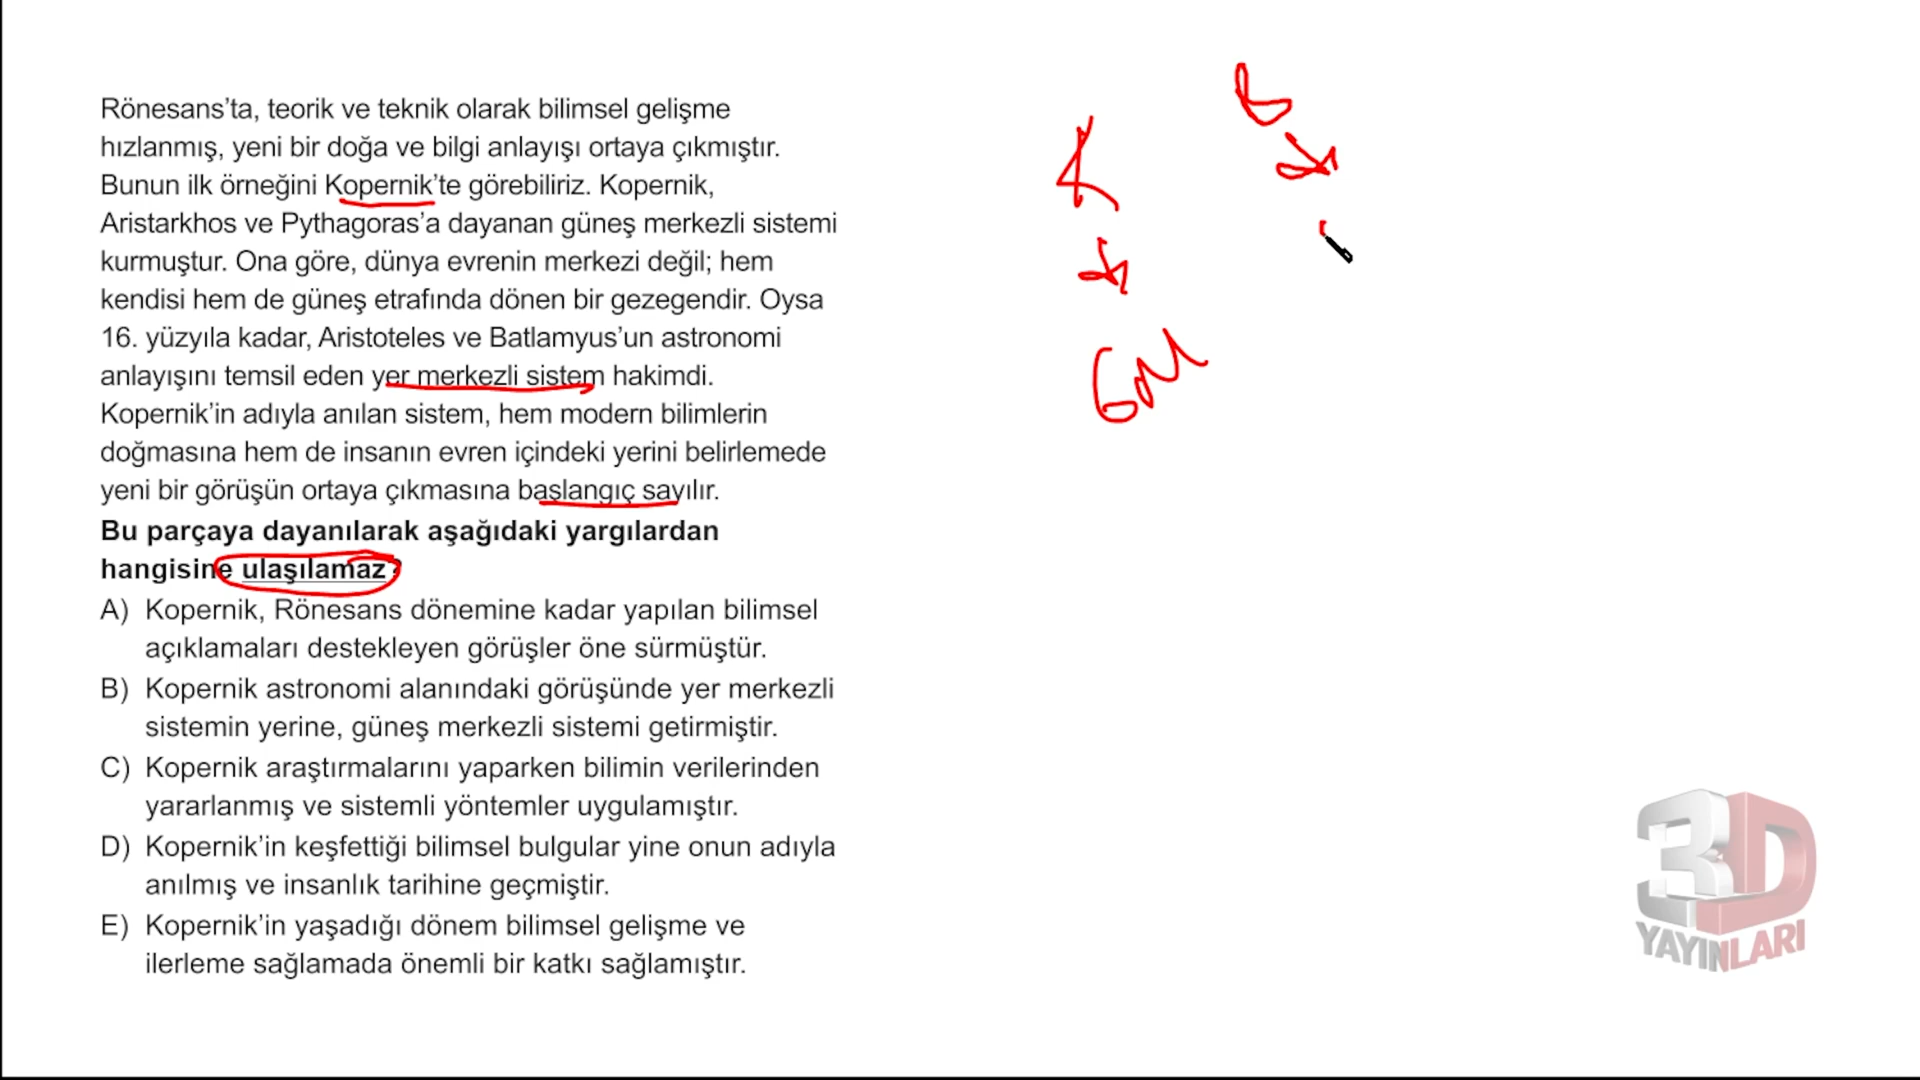 Rönesans’ta, teorik ve teknik olarak bilimsel gelişme
hızlanmış, yeni bir doğa ve bilgi anlayışı ortaya çıkmıştır.
Bunun ilk örneğini Kopernik’te görebiliriz. Kopernik,
Aristarkhos ve Pythagoras’a dayanan güneş merkezli sistemi
kurmuştur. Ona göre, dünya evrenin merkezi değil; hem
kendisi hem de güneş etrafında dönen bir gezegendir. Oysa
16. yüzyıla kadar, Aristoteles ve Batlamyus’un astronomi
anlayışını temsil eden yer merkezli sistem hakimdi.
Kopernik’in adıyla anılan sistem, hem modern bilimlerin
doğmasına hem de insanın evren içindeki yerini belirlemede
yeni bir görüşün ortaya çıkmasına başlangıç sayılır.
Bu parçaya dayanılarak aşağıdaki yargılardan
hangisine ulaşılamaz?
A) Kopernik, Rönesans dönemine kadar yapılan bilimsel
açıklamaları destekleyen görüşler öne sürmüştür.
B) Kopernik astronomi alanındaki görüşünde yer merkezli
sistemin yerine, güneş merkezli sistemi getirmiştir.
C) Kopernik araştırmalarını yaparken bilimin verilerinden
yararlanmış ve sistemli yöntemler uygulamıştır.
D) Kopernik’in keşfettiği bilimsel bulgular yine onun adıyla
anılmış ve insanlık tarihine geçmiştir.
E) Kopernik’in yaşadığı dönem bilimsel gelişme ve
ilerleme sağlamada önemli bir katkı sağlamıştır.
K
GM
3D
YAYINLARI